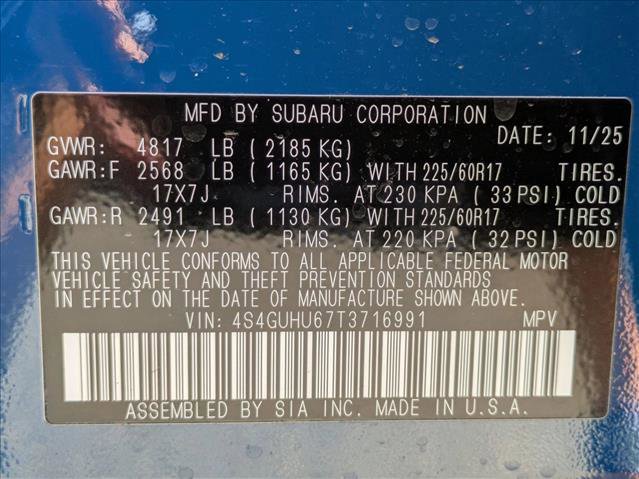 MFD BY SUBARU CORPORATION
GVWR: 4817 LB ( 2185 KG) DATE: 11/25
GAWR:F 2568 LB ( 1165 KG) WITH 225/60R17 TIRES.
17X7J RIMS. AT 230 KPA ( 33 PSI) COLD
GAWR:R 2491 LB ( 1130 KG) WITH 225/60R17 TIRES.
17X7J RIMS. AT 220 KPA ( 32 PSI) COLD
THIS VEHICLE CONFORMS TO ALL APPLICABLE FEDERAL MOTOR
VEHICLE SAFETY AND THEFT PREVENTION STANDARDS
IN EFFECT ON THE DATE OF MANUFACTURE SHOWN ABOVE.
VIN: 4S4GUHU67T3716991 MPV
ASSEMBLED BY SIA INC. MADE IN U.S.A.